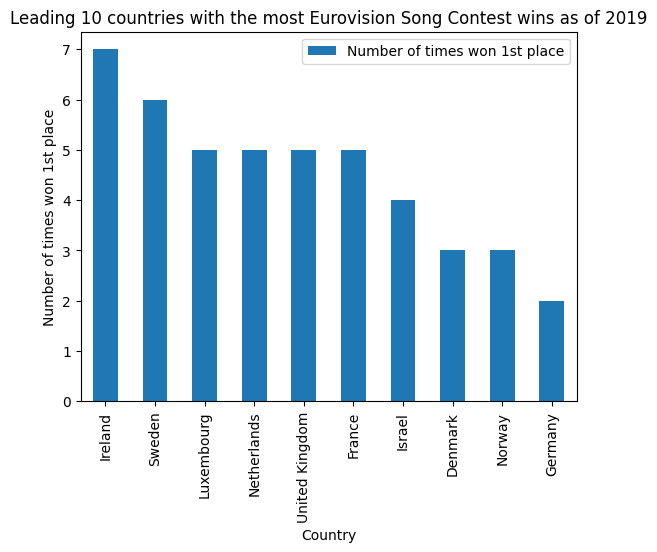 Leading 10 countries with the most Eurovision Song Contest wins as of 2019
Number of times won 1st place
Number of times won 1st place
7
6
5
4
3
2
1
0
Ireland
Sweden
Luxembourg
Netherlands
United Kingdom
France
Israel
Denmark
Norway
Germany
Country